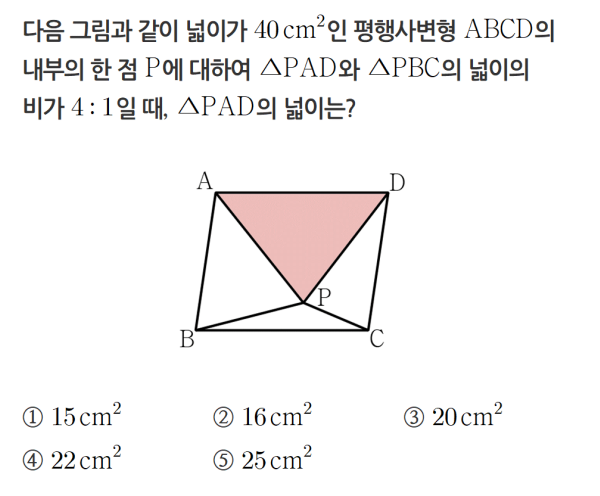 다음 그림과 같이 넓이가 40 cm²인 평행사변형 ABCD의
내부의 한 점 P에 대하여 △PAD와 △PBC의 넓이의
비가 4 : 1일 때, △PAD의 넓이는?
A
D
P
B
C
① 15 cm² ② 16 cm² ③ 20 cm²
④ 22 cm² ⑤ 25 cm²